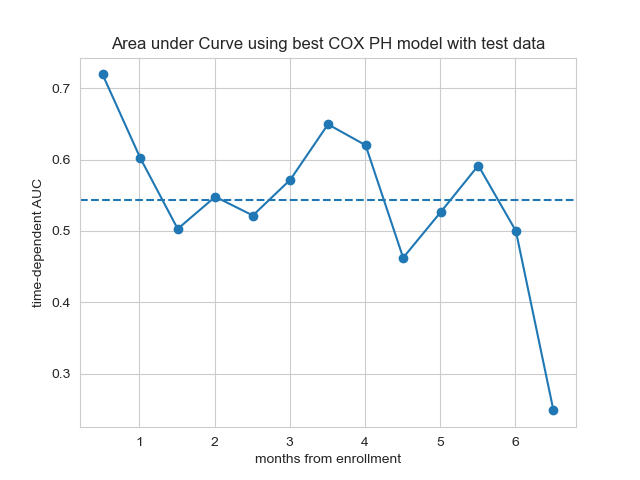 Area under Curve using best COX PH model with test data
time-dependent AUC
0.7
0.6
0.5
0.4
0.3
1 2 3 4 5 6
months from enrollment